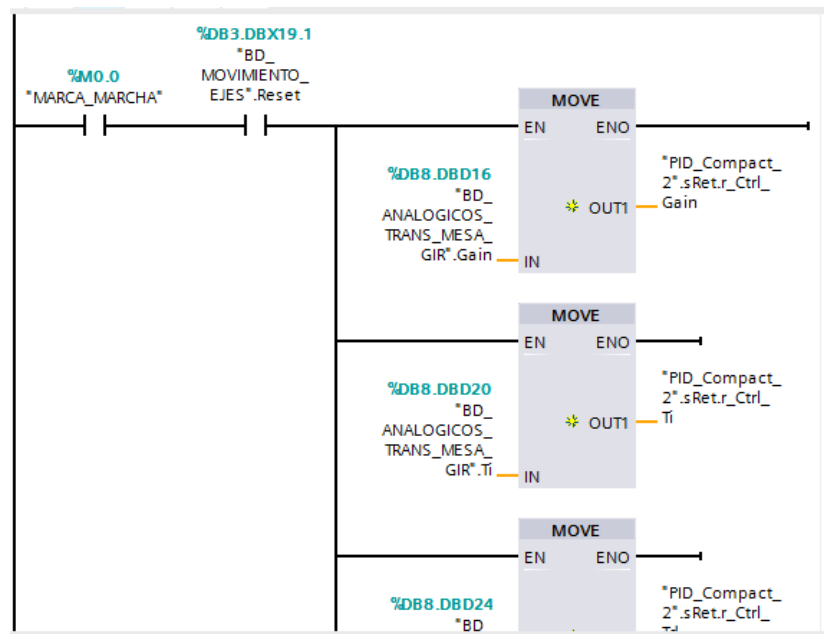 %DB3.DBX19.1
"BD_
MOVIMIENTO_
EJES".Reset
%M0.0
"MARCA_MARCHA"
MOVE
EN ENO
%DB8.DBD16
"BD_
ANALOGICOS_
TRANS_MESA_
GIR".Gain
IN
OUT1
"PID_Compact_
2".sRet.r_Ctrl_
Gain
MOVE
EN ENO
%DB8.DBD20
"BD_
ANALOGICOS_
TRANS_MESA_
GIR".Ti
IN
OUT1
"PID_Compact_
2".sRet.r_Ctrl_
Ti
MOVE
EN ENO
%DB8.DBD24
"BD
"PID_Compact_
2".sRet.r_Ctrl_